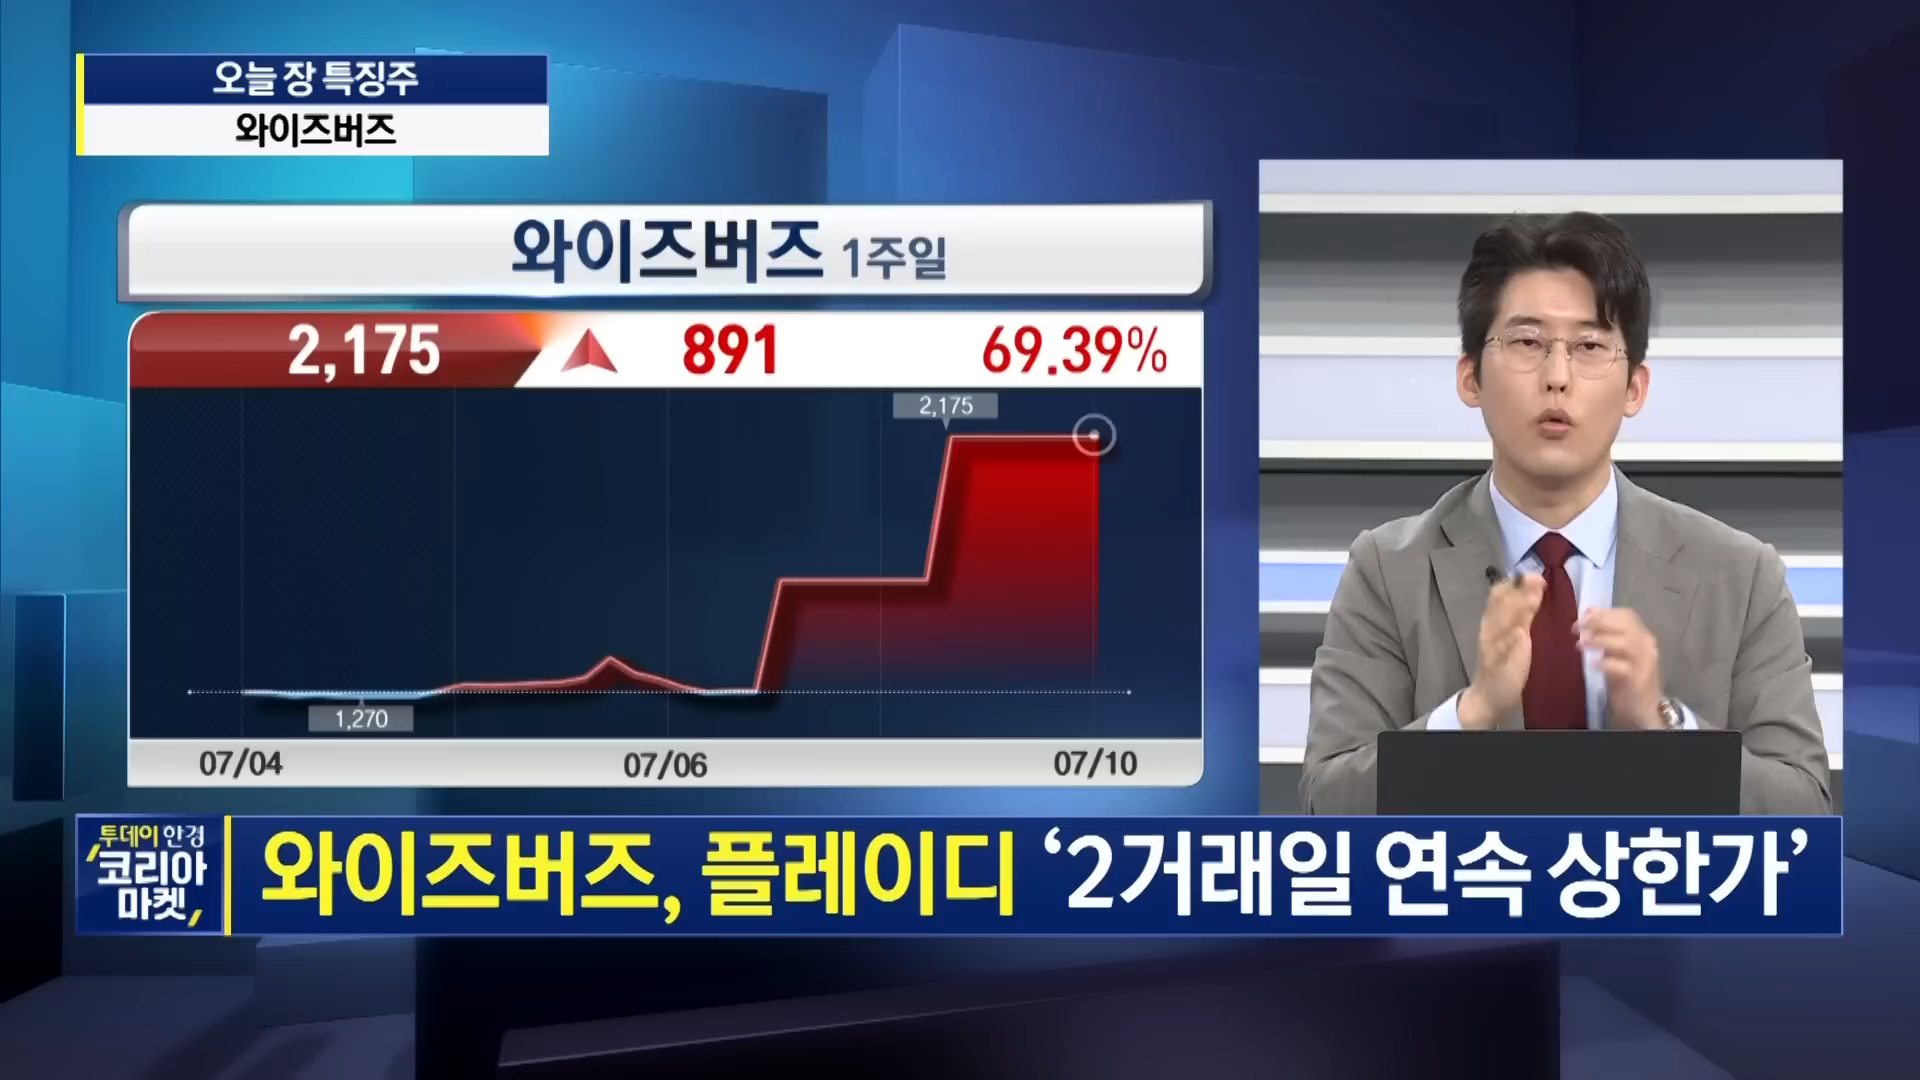 오늘 장 특징주
와이즈버즈
와이즈버즈 1주일
2,175 891 69.39%
2,175
1,270
07/04 07/06 07/10
투데이 한경
코리아
마켓
와이즈버즈, 플레이디 ‘2거래일 연속 상한가’